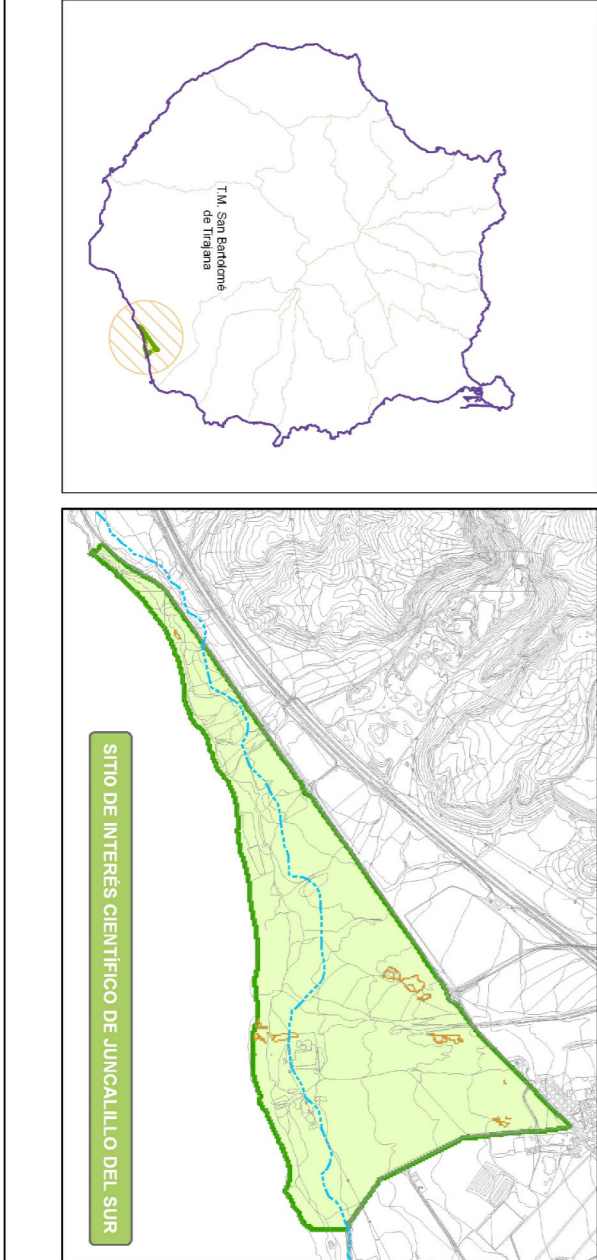 T.M. San Bartolomé
de Tirajana
SITIO DE INTERÉS CIENTÍFICO DE JUNCALILLO DEL SUR